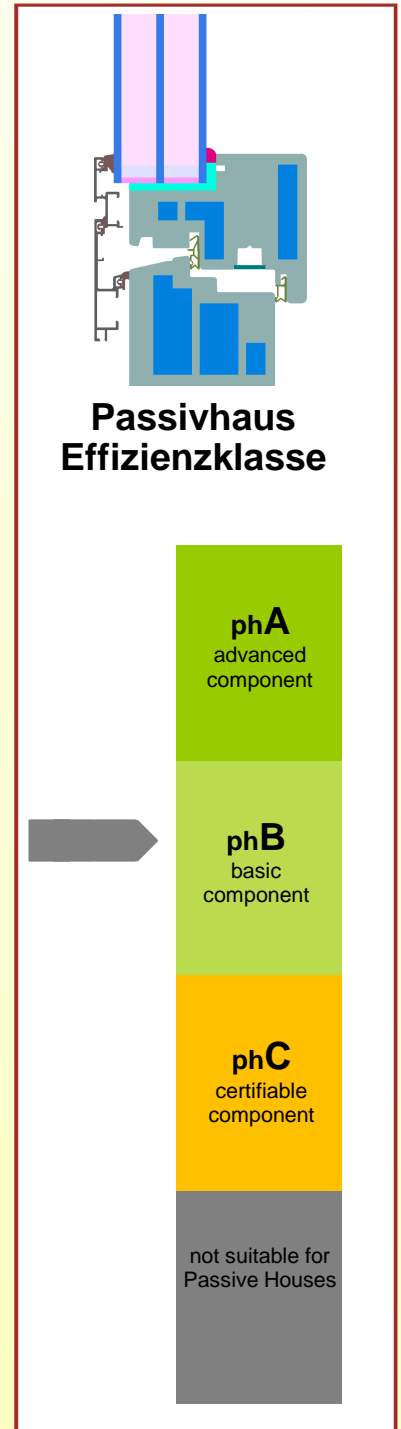 Passivhaus
Effizienzklasse
phA
advanced
component
phB
basic
component
phC
certifiable
component
not suitable for
Passive Houses